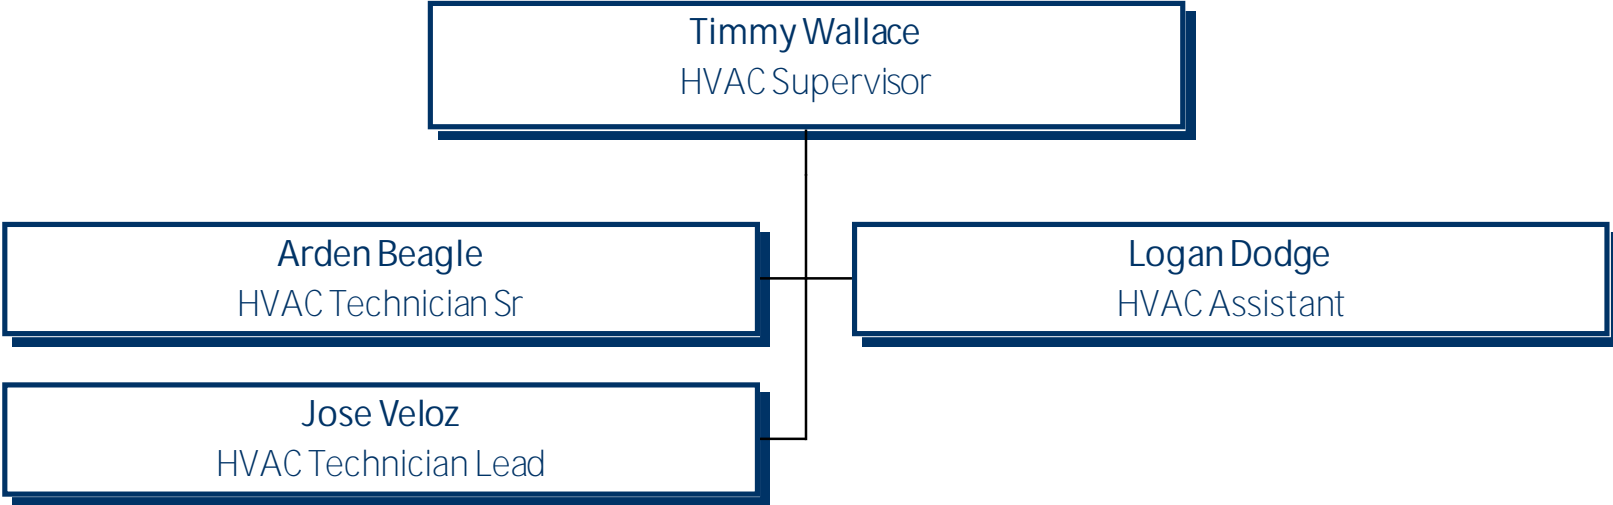 Timmy Wallace
HVAC Supervisor
Arden Beagle
HVAC Technician Sr
Logan Dodge
HVAC Assistant
Jose Veloz
HVAC Technician Lead